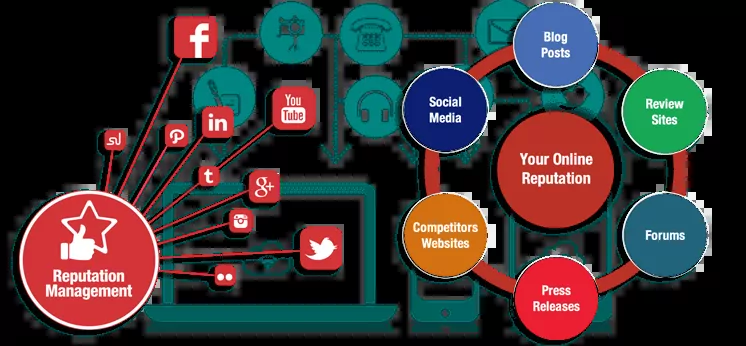 f
in
You
Tube
t
g+
Reputation
Management
Blog
Posts
Social
Media
Review
Sites
Your Online
Reputation
Competitors
Websites
Forums
Press
Releases